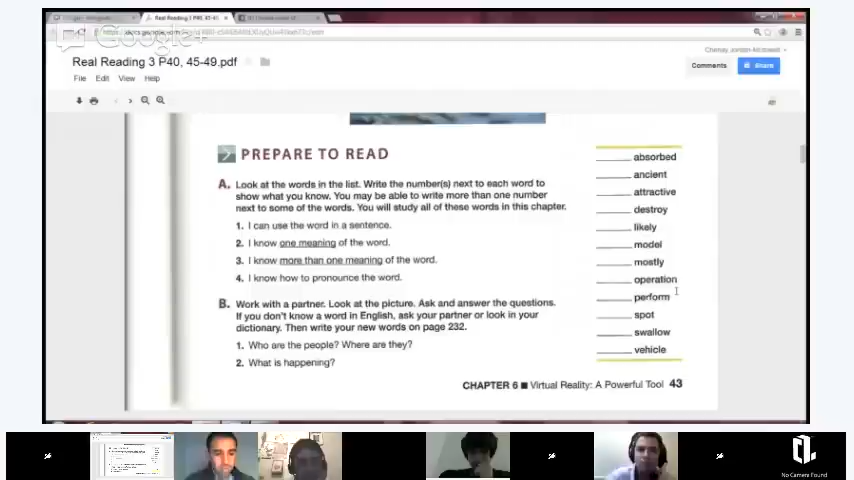 Real Reading 3 P40, 45-49.
Google+
Real Reading 3 P40, 45-49.pdf
File Edit View Help
Comments
Share
PREPARE TO READ
A. Look at the words in the list. Write the number(s) next to each word to
show what you know. You may be able to write more than one number
next to some of the words. You will study all of these words in this chapter.
1. I can use the word in a sentence.
2. I know one meaning of the word.
3. I know more than one meaning of the word.
4. I know how to pronounce the word.
B. Work with a partner. Look at the picture. Ask and answer the questions.
If you don't know a word in English, ask your partner or look in your
dictionary. Then write your new words on page 232.
1. Who are the people? Where are they?
2. What is happening?
absorbed
ancient
attractive
destroy
likely
model
mostly
operation
perform
spot
swallow
vehicle
CHAPTER 6 ■ Virtual Reality: A Powerful Tool 43
No Camera Found